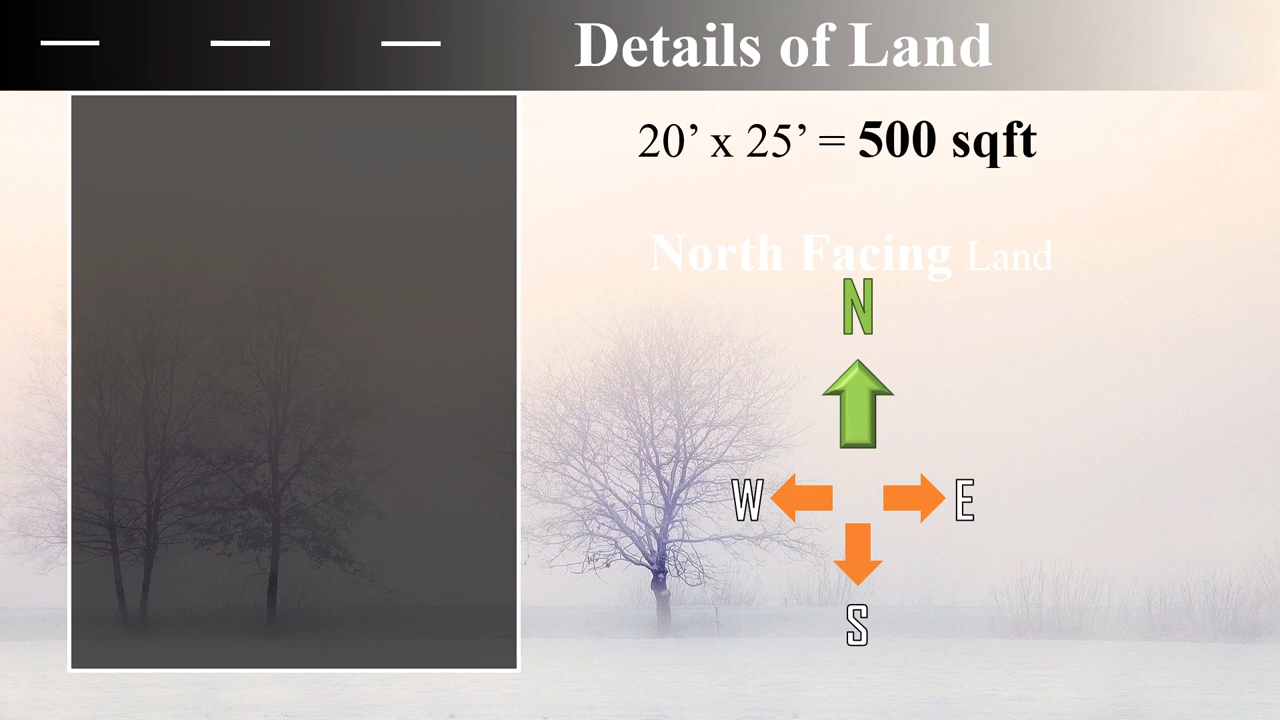 Details of Land
20’ x 25’ = 500 sqft
North Facing Land
N
W E
S